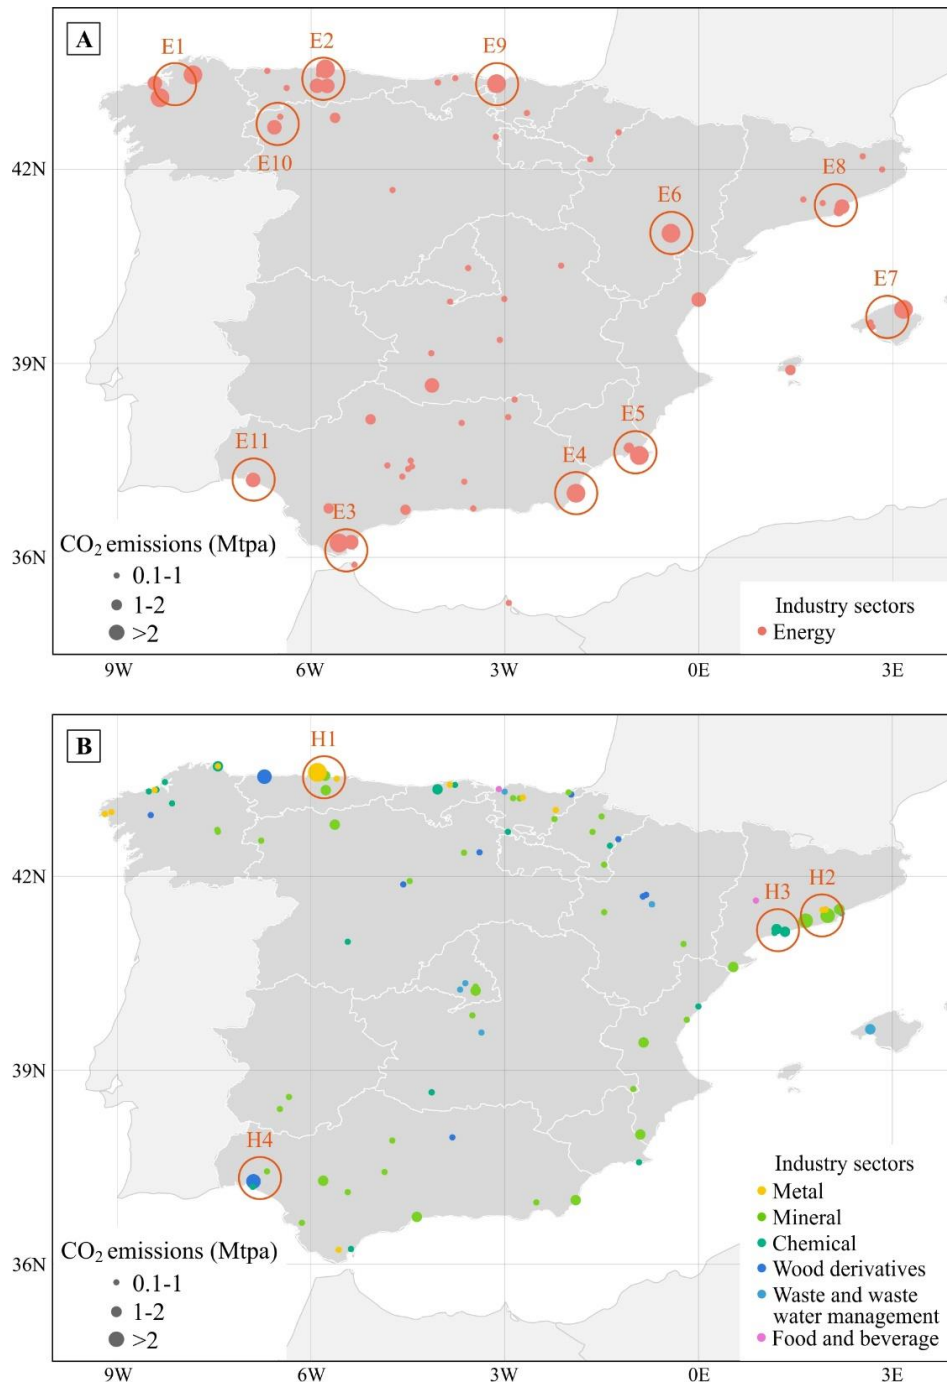 A
E1
E2
E9
E10
42N
E8
E6
E7
39N
E5
E11
E4
E3
CO₂ emissions (Mtpa)
36N
0.1-1
1-2
>2
Industry sectors
Energy
9W 6W 3W 0E 3E
B
H1
42N
H3 H2
39N
H4
Industry sectors
Metal
Mineral
Chemical
Wood derivatives
Waste and waste
water management
Food and beverage
CO₂ emissions (Mtpa)
36N
0.1-1
1-2
>2
9W 6W 3W 0E 3E